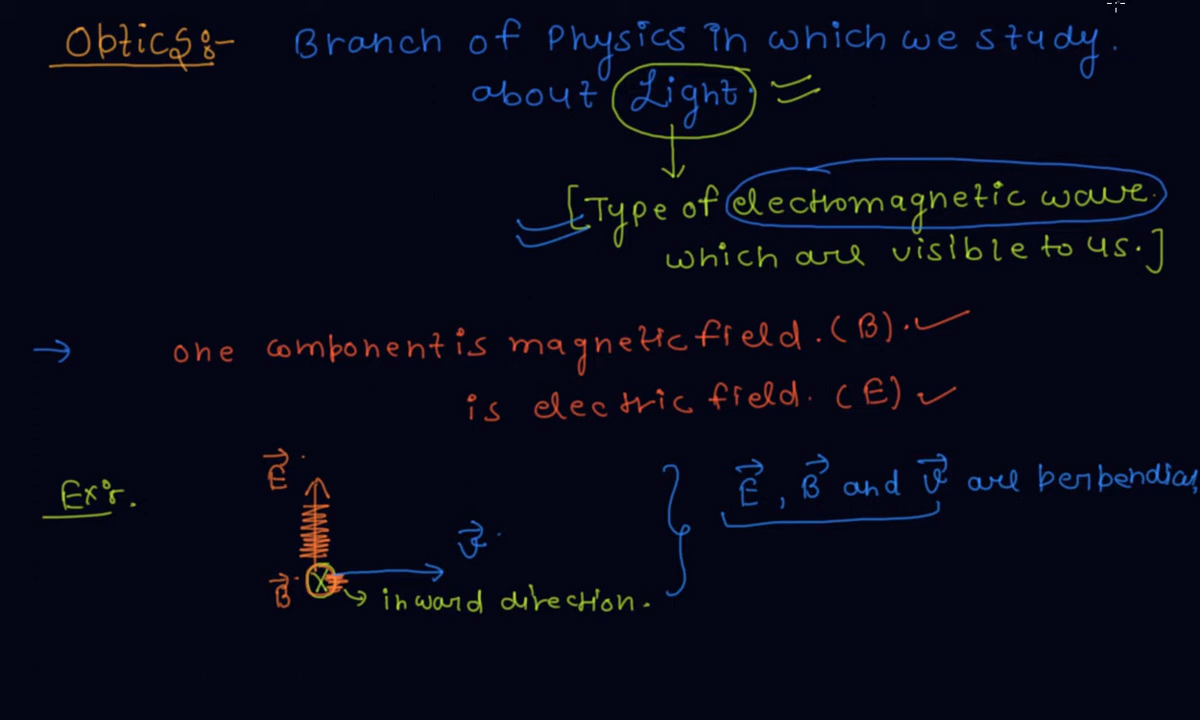 Optics:- Branch of Physics in which we study.
about Light.
[Type of electromagnetic wave.
which are visible to us.]
→ one component is magnetic field. (B). ✓
is electric field. (E) ✓
Ex:.
E⃗
v⃗
B⃗ X → inward direction.
E⃗, B⃗ and v⃗ are